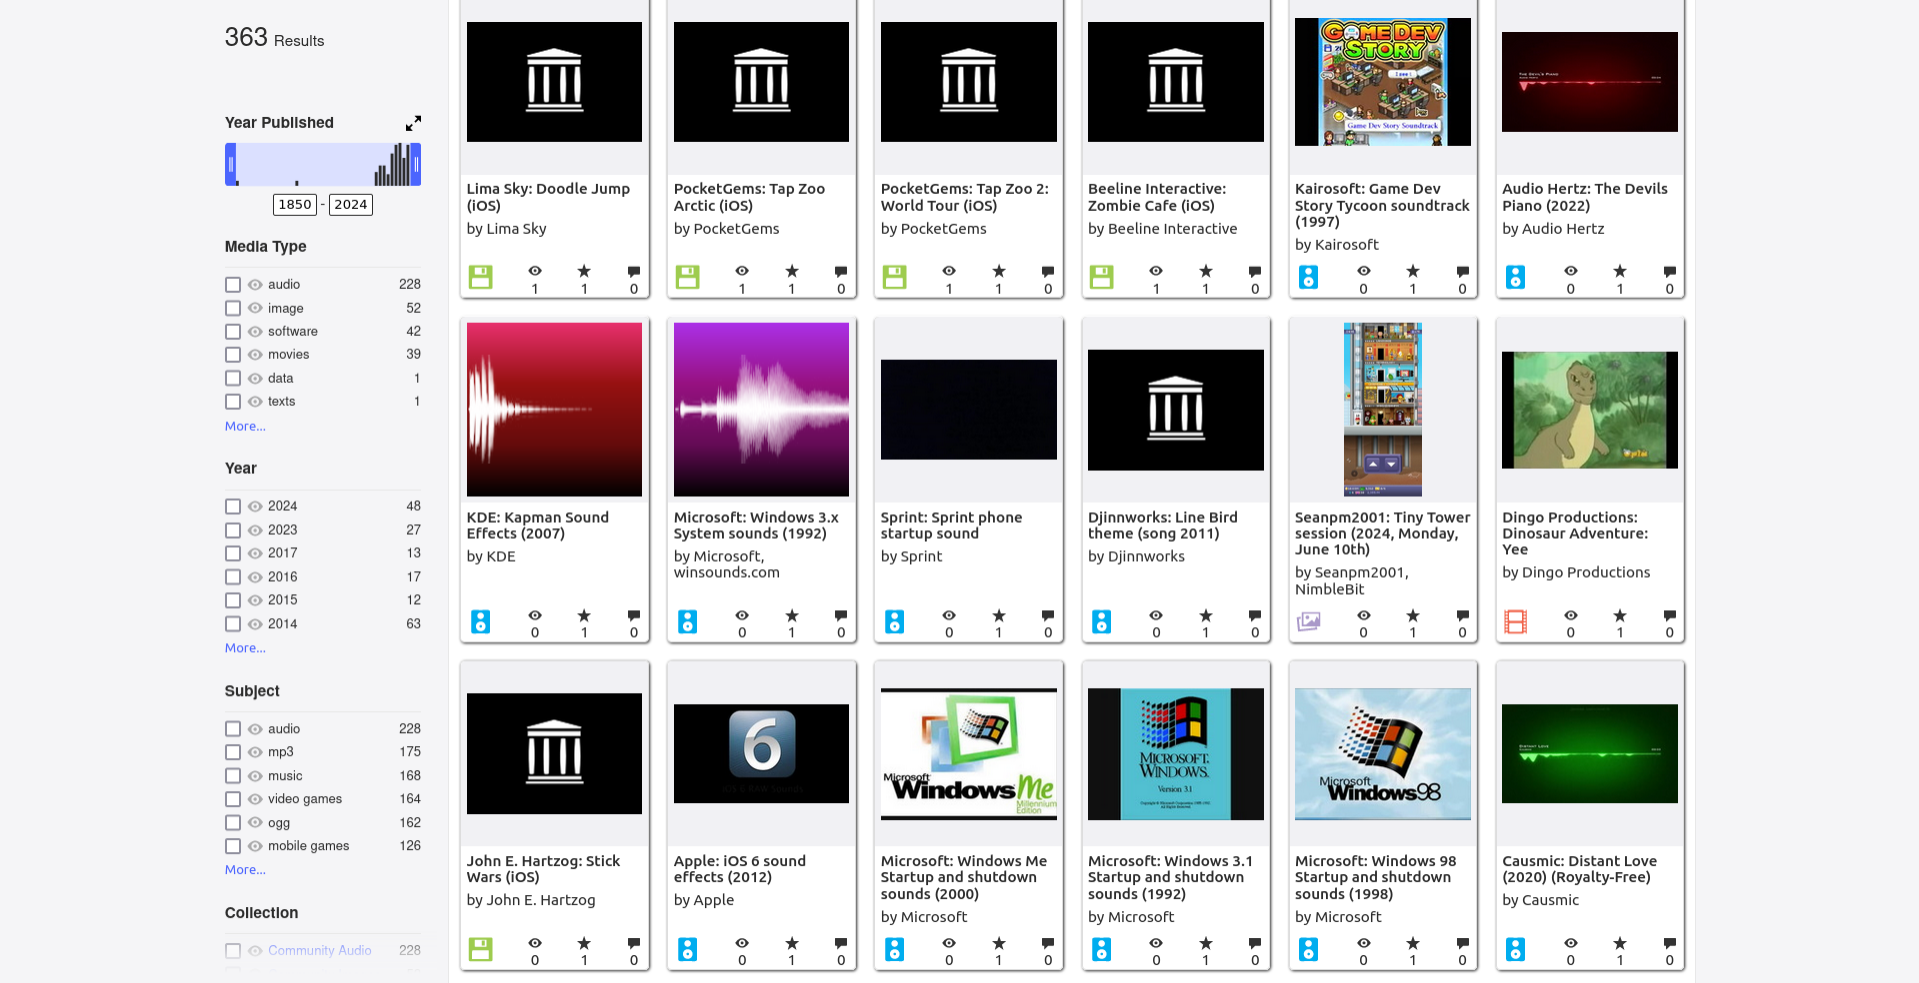 363 Results
Year Published
1850 - 2024
Media Type
audio 228
image 52
software 42
movies 39
data 1
texts 1
More...
Year
2024 48
2023 27
2017 13
2016 17
2015 12
2014 63
More...
Subject
audio 228
mp3 175
music 168
video games 164
ogg 162
mobile games 126
More...
Collection
Community Audio 228
Lima Sky: Doodle Jump
(iOS)
by Lima Sky
1 1 0
PocketGems: Tap Zoo
Arctic (iOS)
by PocketGems
1 1 0
PocketGems: Tap Zoo 2:
World Tour (iOS)
by PocketGems
1 1 0
Beeline Interactive:
Zombie Cafe (iOS)
by Beeline Interactive
1 1 0
GAME DEV
STORY
Game Dev Story Soundtrack
Kairosoft: Game Dev
Story Tycoon soundtrack
(1997)
by Kairosoft
0 1 0
The Devil's Piano
Audio Hertz: The Devils
Piano (2022)
by Audio Hertz
0 1 0
KDE: Kapman Sound
Effects (2007)
by KDE
0 1 0
Microsoft: Windows 3.x
System sounds (1992)
by Microsoft,
winsounds.com
0 1 0
Sprint: Sprint phone
startup sound
by Sprint
0 1 0
Djinnworks: Line Bird
theme (song 2011)
by Djinnworks
0 1 0
Seanpm2001: Tiny Tower
session (2024, Monday,
June 10th)
by Seanpm2001,
NimbleBit
0 1 0
Dingo Productions:
Dinosaur Adventure:
Yee
by Dingo Productions
0 1 0
John E. Hartzog: Stick
Wars (iOS)
by John E. Hartzog
0 1 0
6
iOS 6 RAW Sounds
Apple: iOS 6 sound
effects (2012)
by Apple
0 1 0
Microsoft
Windows Me
Millennium
Edition
Microsoft: Windows Me
Startup and shutdown
sounds (2000)
by Microsoft
0 1 0
MICROSOFT.
WINDOWS.
Version 3.1
Microsoft: Windows 3.1
Startup and shutdown
sounds (1992)
by Microsoft
0 1 0
Microsoft
Windows98
Microsoft: Windows 98
Startup and shutdown
sounds (1998)
by Microsoft
0 1 0
Distant Love
Causmic: Distant Love
(2020) (Royalty-Free)
by Causmic
0 1 0